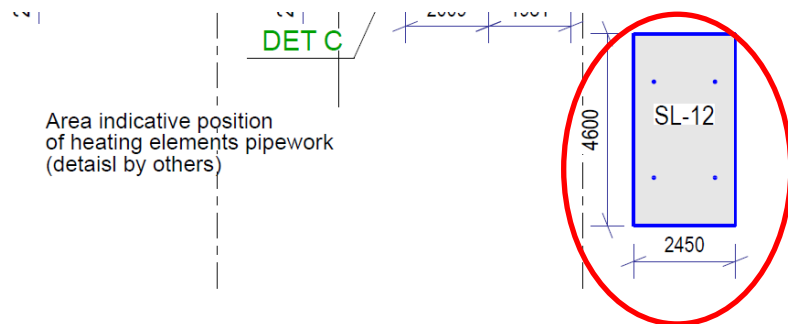 DET C
Area indicative position
of heating elements pipework
(detaisl by others)
4600
SL-12
2450